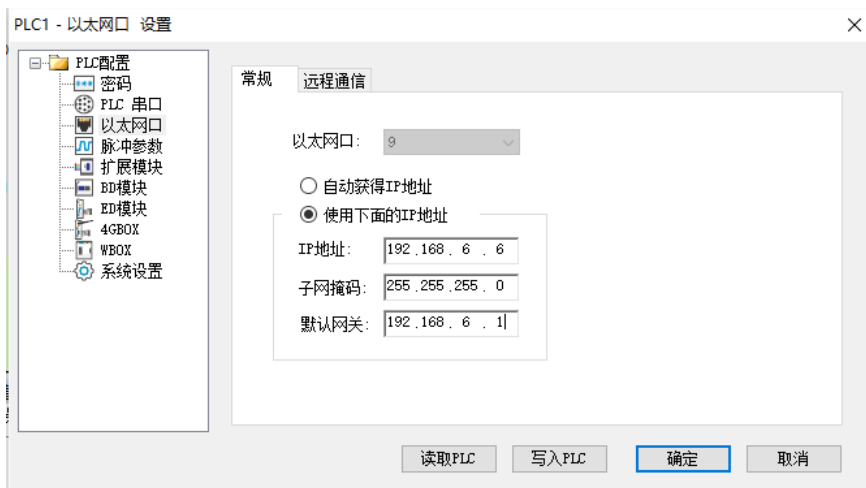 PLC1 - 以太网口 设置
PLC配置
密码
PLC 串口
以太网口
脉冲参数
扩展模块
BD模块
ED模块
4GBOX
WBOX
系统设置
常规
远程通信
以太网口: 9
自动获得IP地址
使用下面的IP地址
IP地址: 192.168. 6 . 6
子网掩码: 255.255.255. 0
默认网关: 192.168. 6 . 1
读取PLC 写入PLC 确定 取消